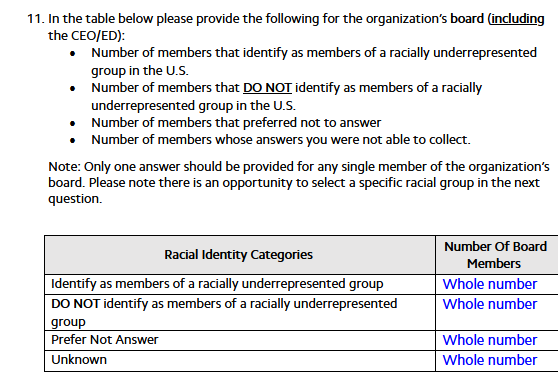 11. In the table below please provide the following for the organization's board (including
the CEO/ED):
• Number of members that identify as members of a racially underrepresented
group in the U.S.
• Number of members that DO NOT identify as members of a racially
underrepresented group in the U.S.
• Number of members that preferred not to answer
• Number of members whose answers you were not able to collect.
Note: Only one answer should be provided for any single member of the organization's
board. Please note there is an opportunity to select a specific racial group in the next
question.
Racial Identity Categories
Number Of Board
Members
Identify as members of a racially underrepresented group
Whole number
DO NOT identify as members of a racially underrepresented
group
Whole number
Prefer Not Answer
Whole number
Unknown
Whole number